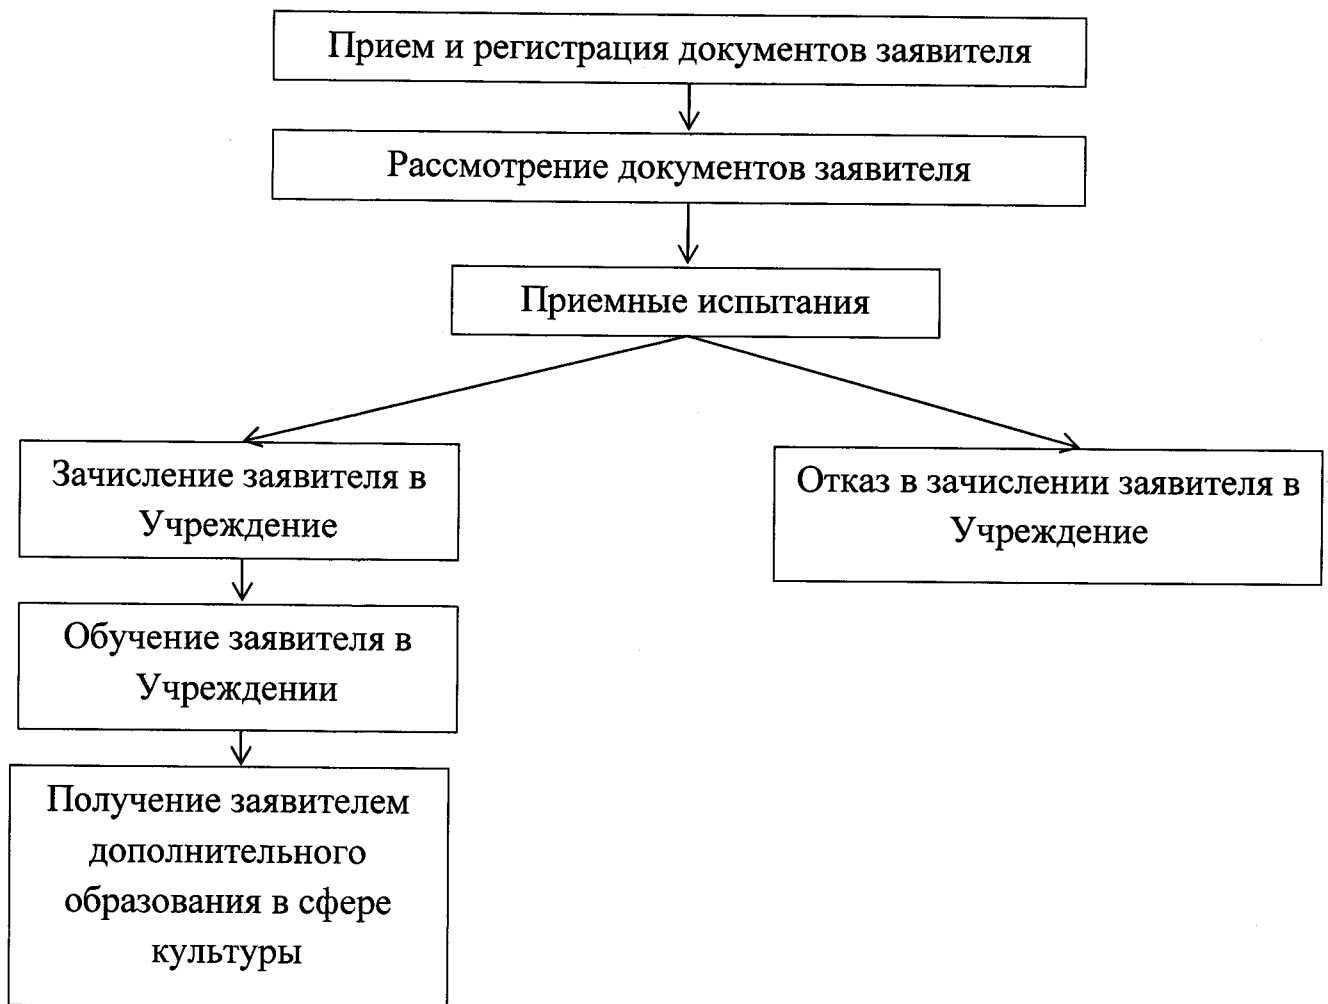 Прием и регистрация документов заявителя
Рассмотрение документов заявителя
Приемные испытания
Зачисление заявителя в
Учреждение
Отказ в зачислении заявителя в
Учреждение
Обучение заявителя в
Учреждении
Получение заявителем
дополнительного
образования в сфере
культуры